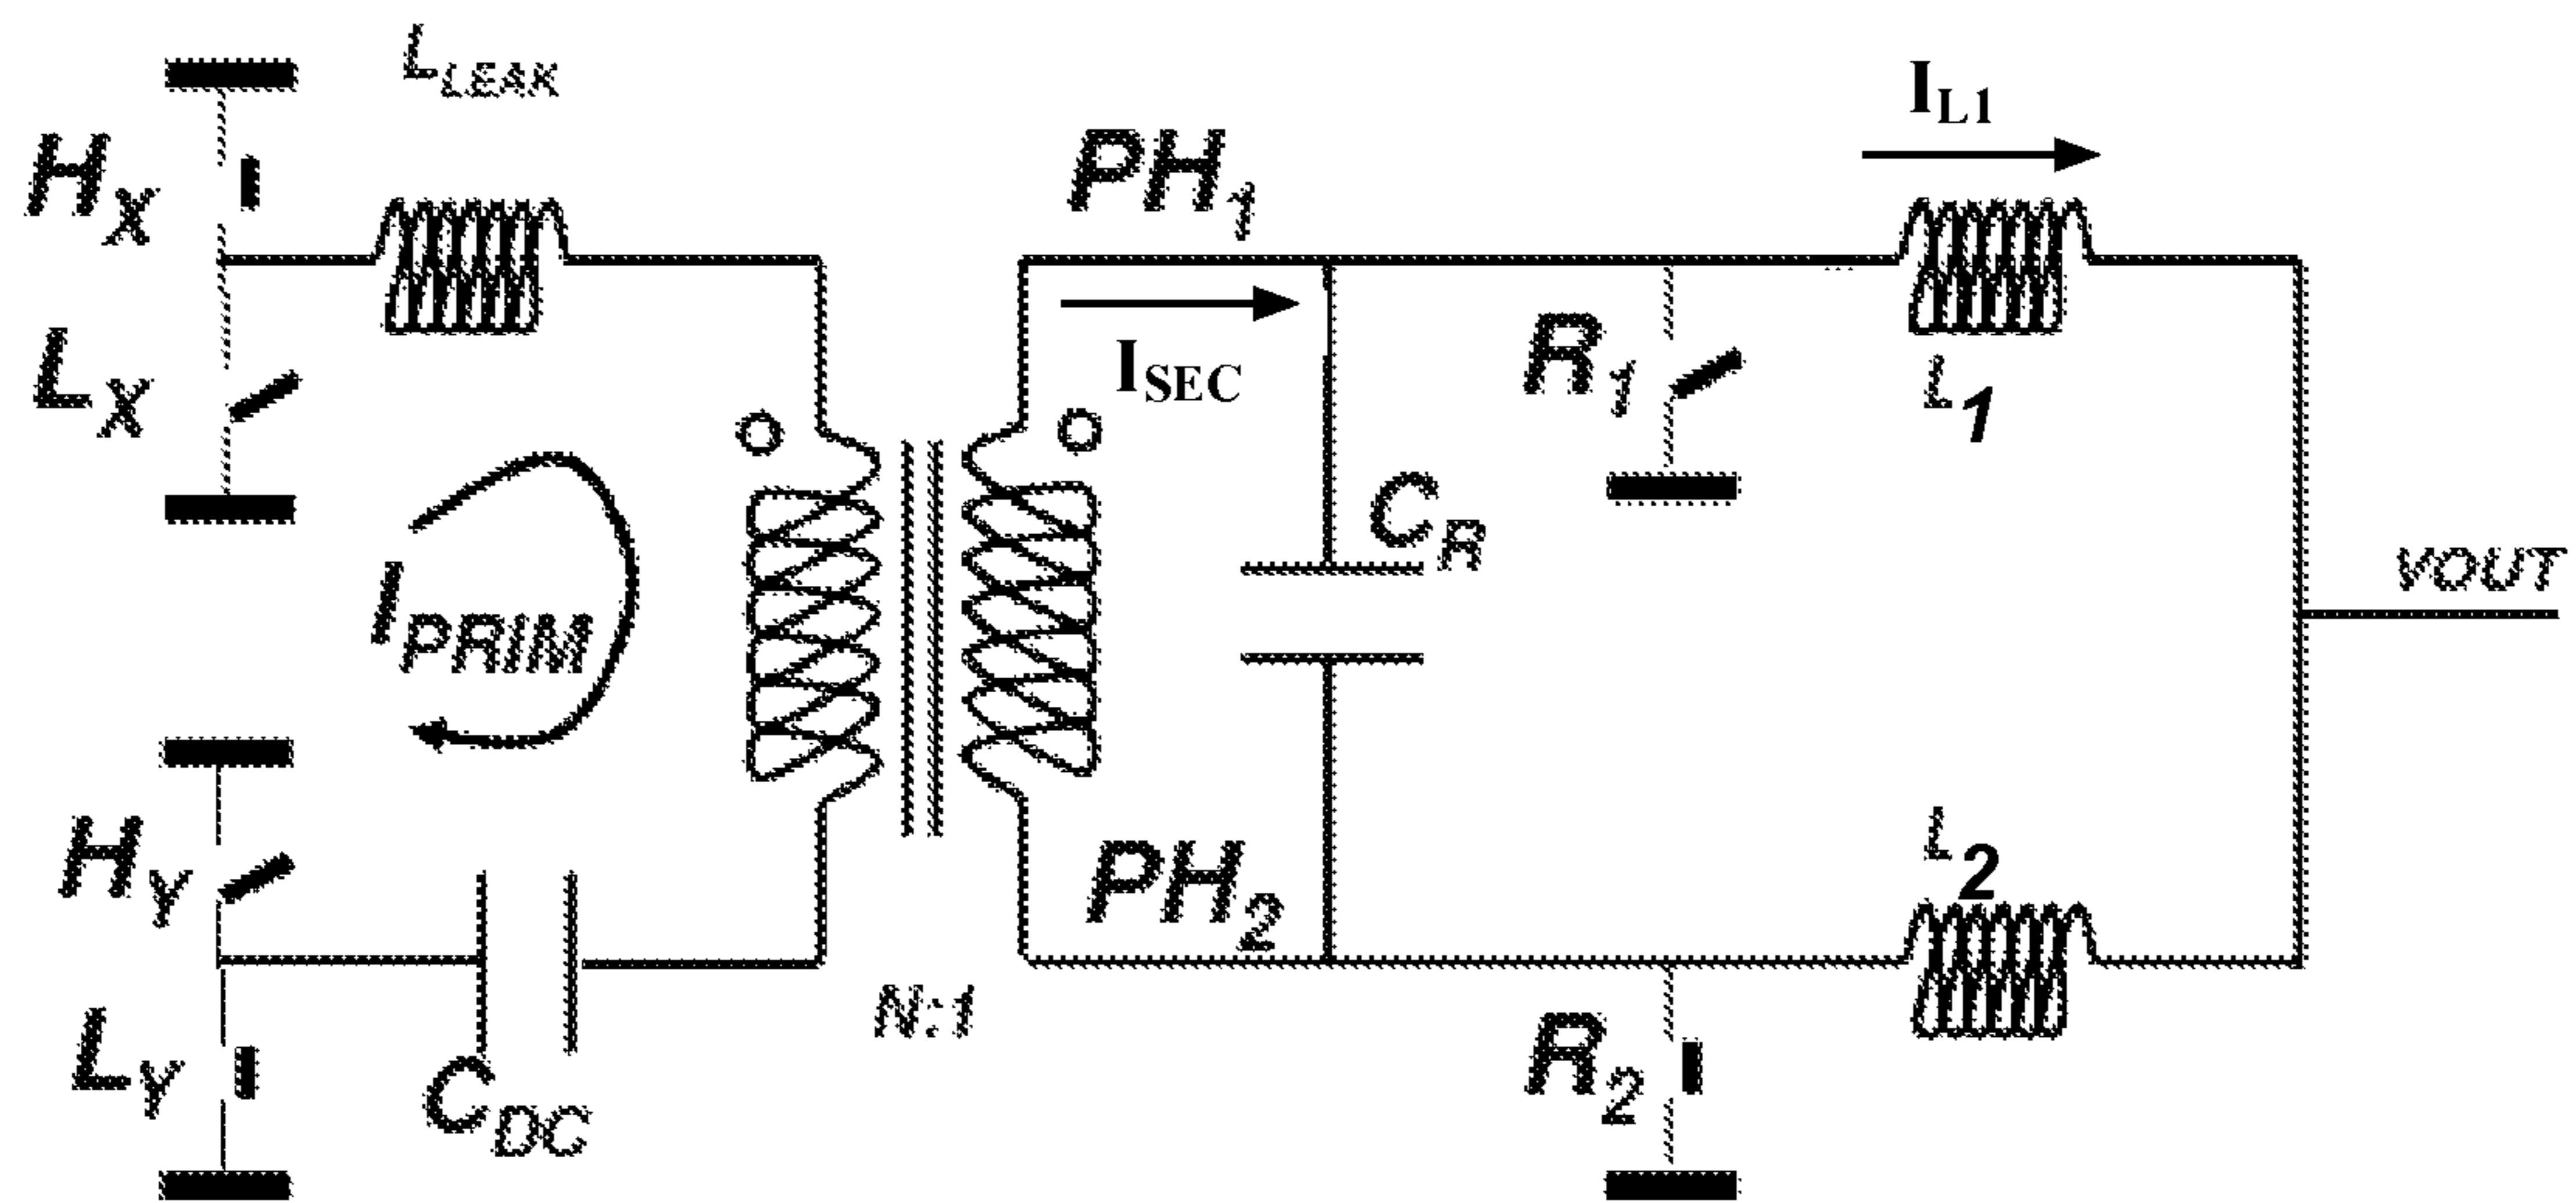 L_LEAK
I_L1
H_X
PH_1
L_X
I_SEC
R_1
L_1
C_R
I_PRIM
VOUT
H_Y
PH_2
L_2
N:1
L_Y
C_DC
R_2